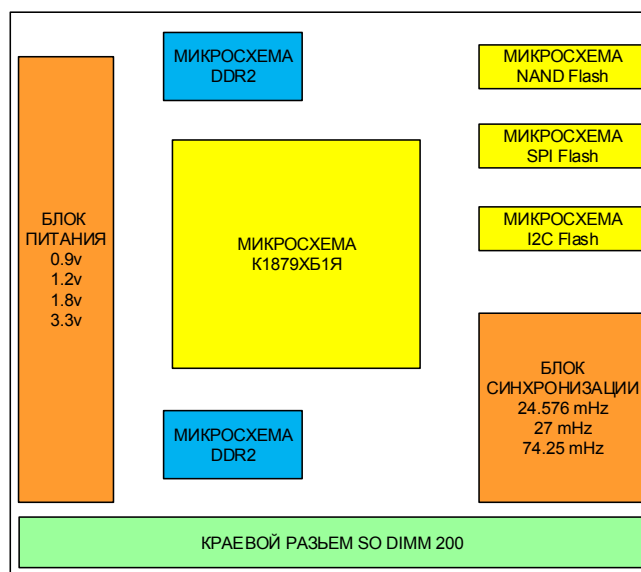 МИКРОСХЕМА
DDR2
МИКРОСХЕМА
NAND Flash
МИКРОСХЕМА
SPI Flash
МИКРОСХЕМА
I2C Flash
БЛОК
ПИТАНИЯ
0.9v
1.2v
1.8v
3.3v
МИКРОСХЕМА
К1879ХБ1Я
БЛОК
СИНХРОНИЗАЦИИ
24.576 mHz
27 mHz
74.25 mHz
МИКРОСХЕМА
DDR2
КРАЕВОЙ РАЗЬЕМ SO DIMM 200